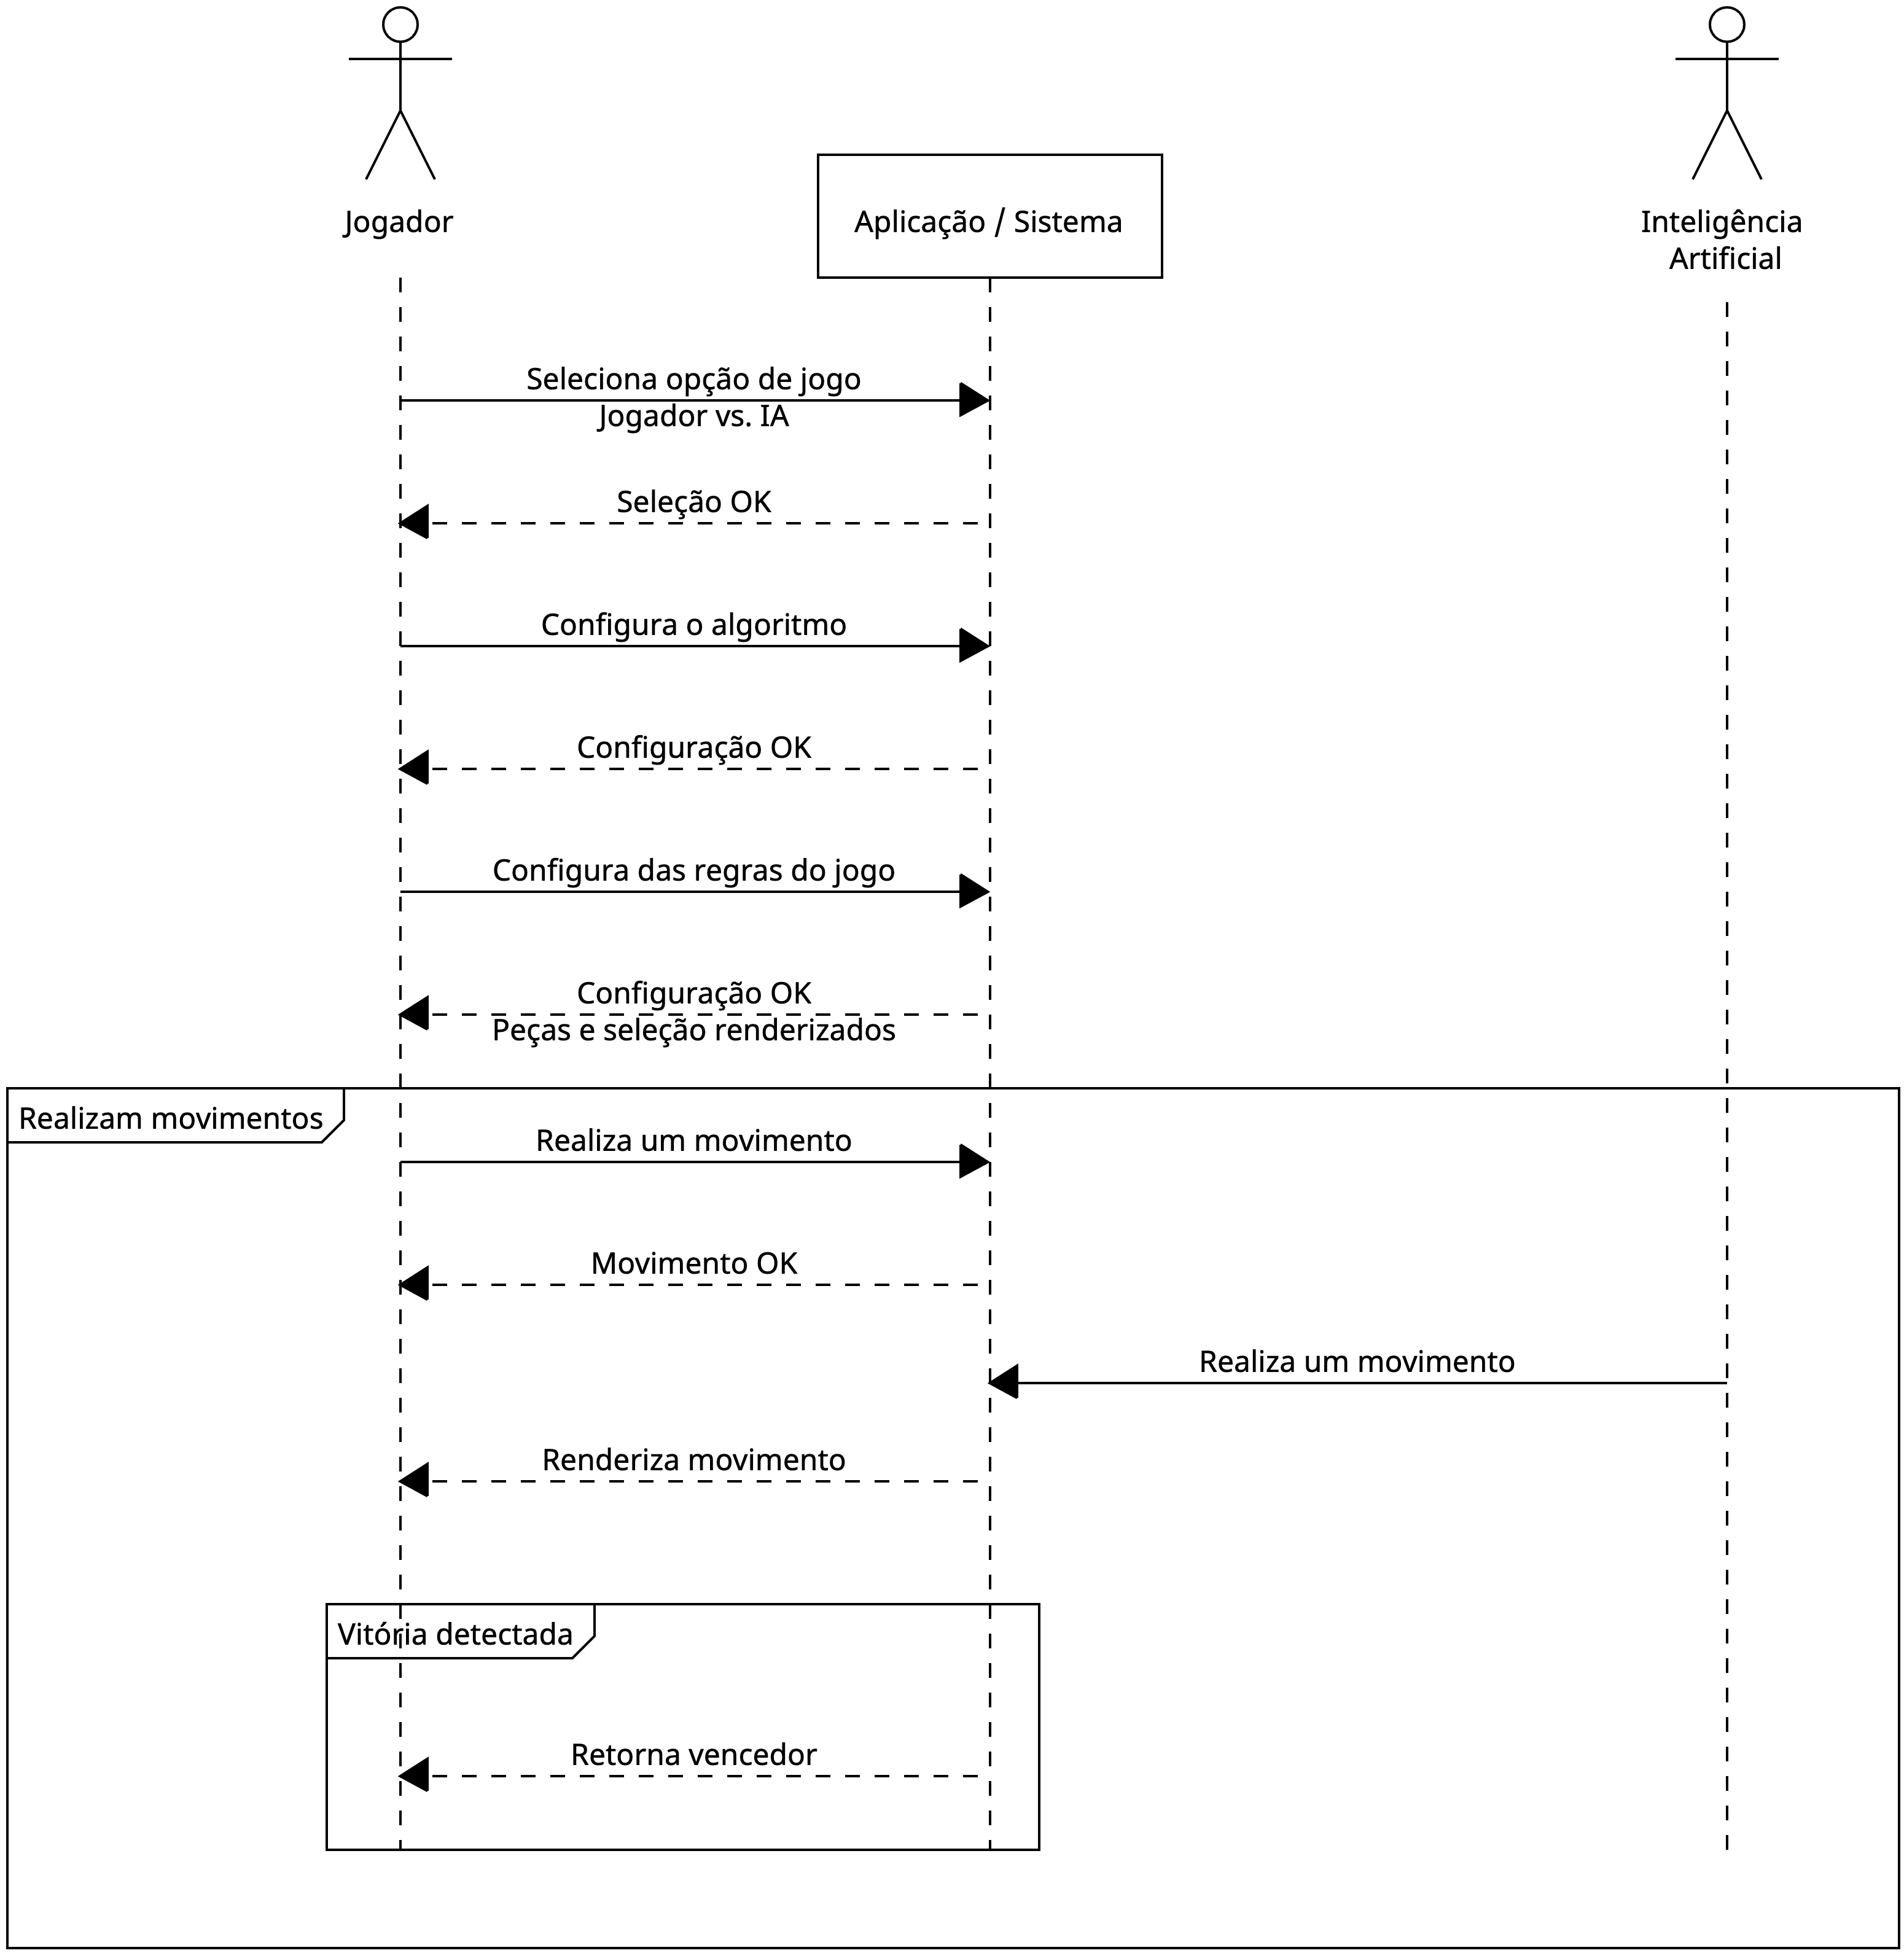 Jogador
Aplicação / Sistema
Inteligência
Artificial
Seleciona opção de jogo
Jogador vs. IA
Seleção OK
Configura o algoritmo
Configuração OK
Configura das regras do jogo
Configuração OK
Peças e seleção renderizados
Realizam movimentos
Realiza um movimento
Movimento OK
Realiza um movimento
Renderiza movimento
Vitória detectada
Retorna vencedor